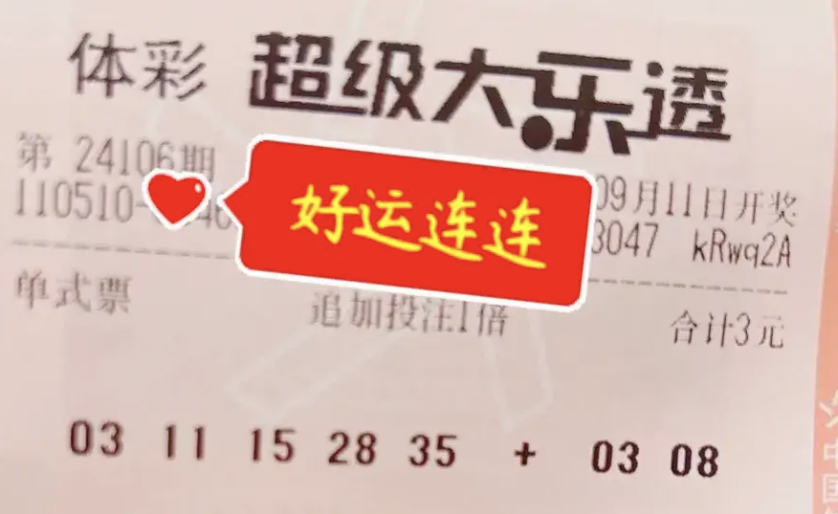 体彩 超级大乐透
第 24106期
09月11日开奖
110510-
3047 kRwq2A
好运连连
单式票 追加投注1倍 合计3元
03 11 15 28 35 + 03 08
中
国